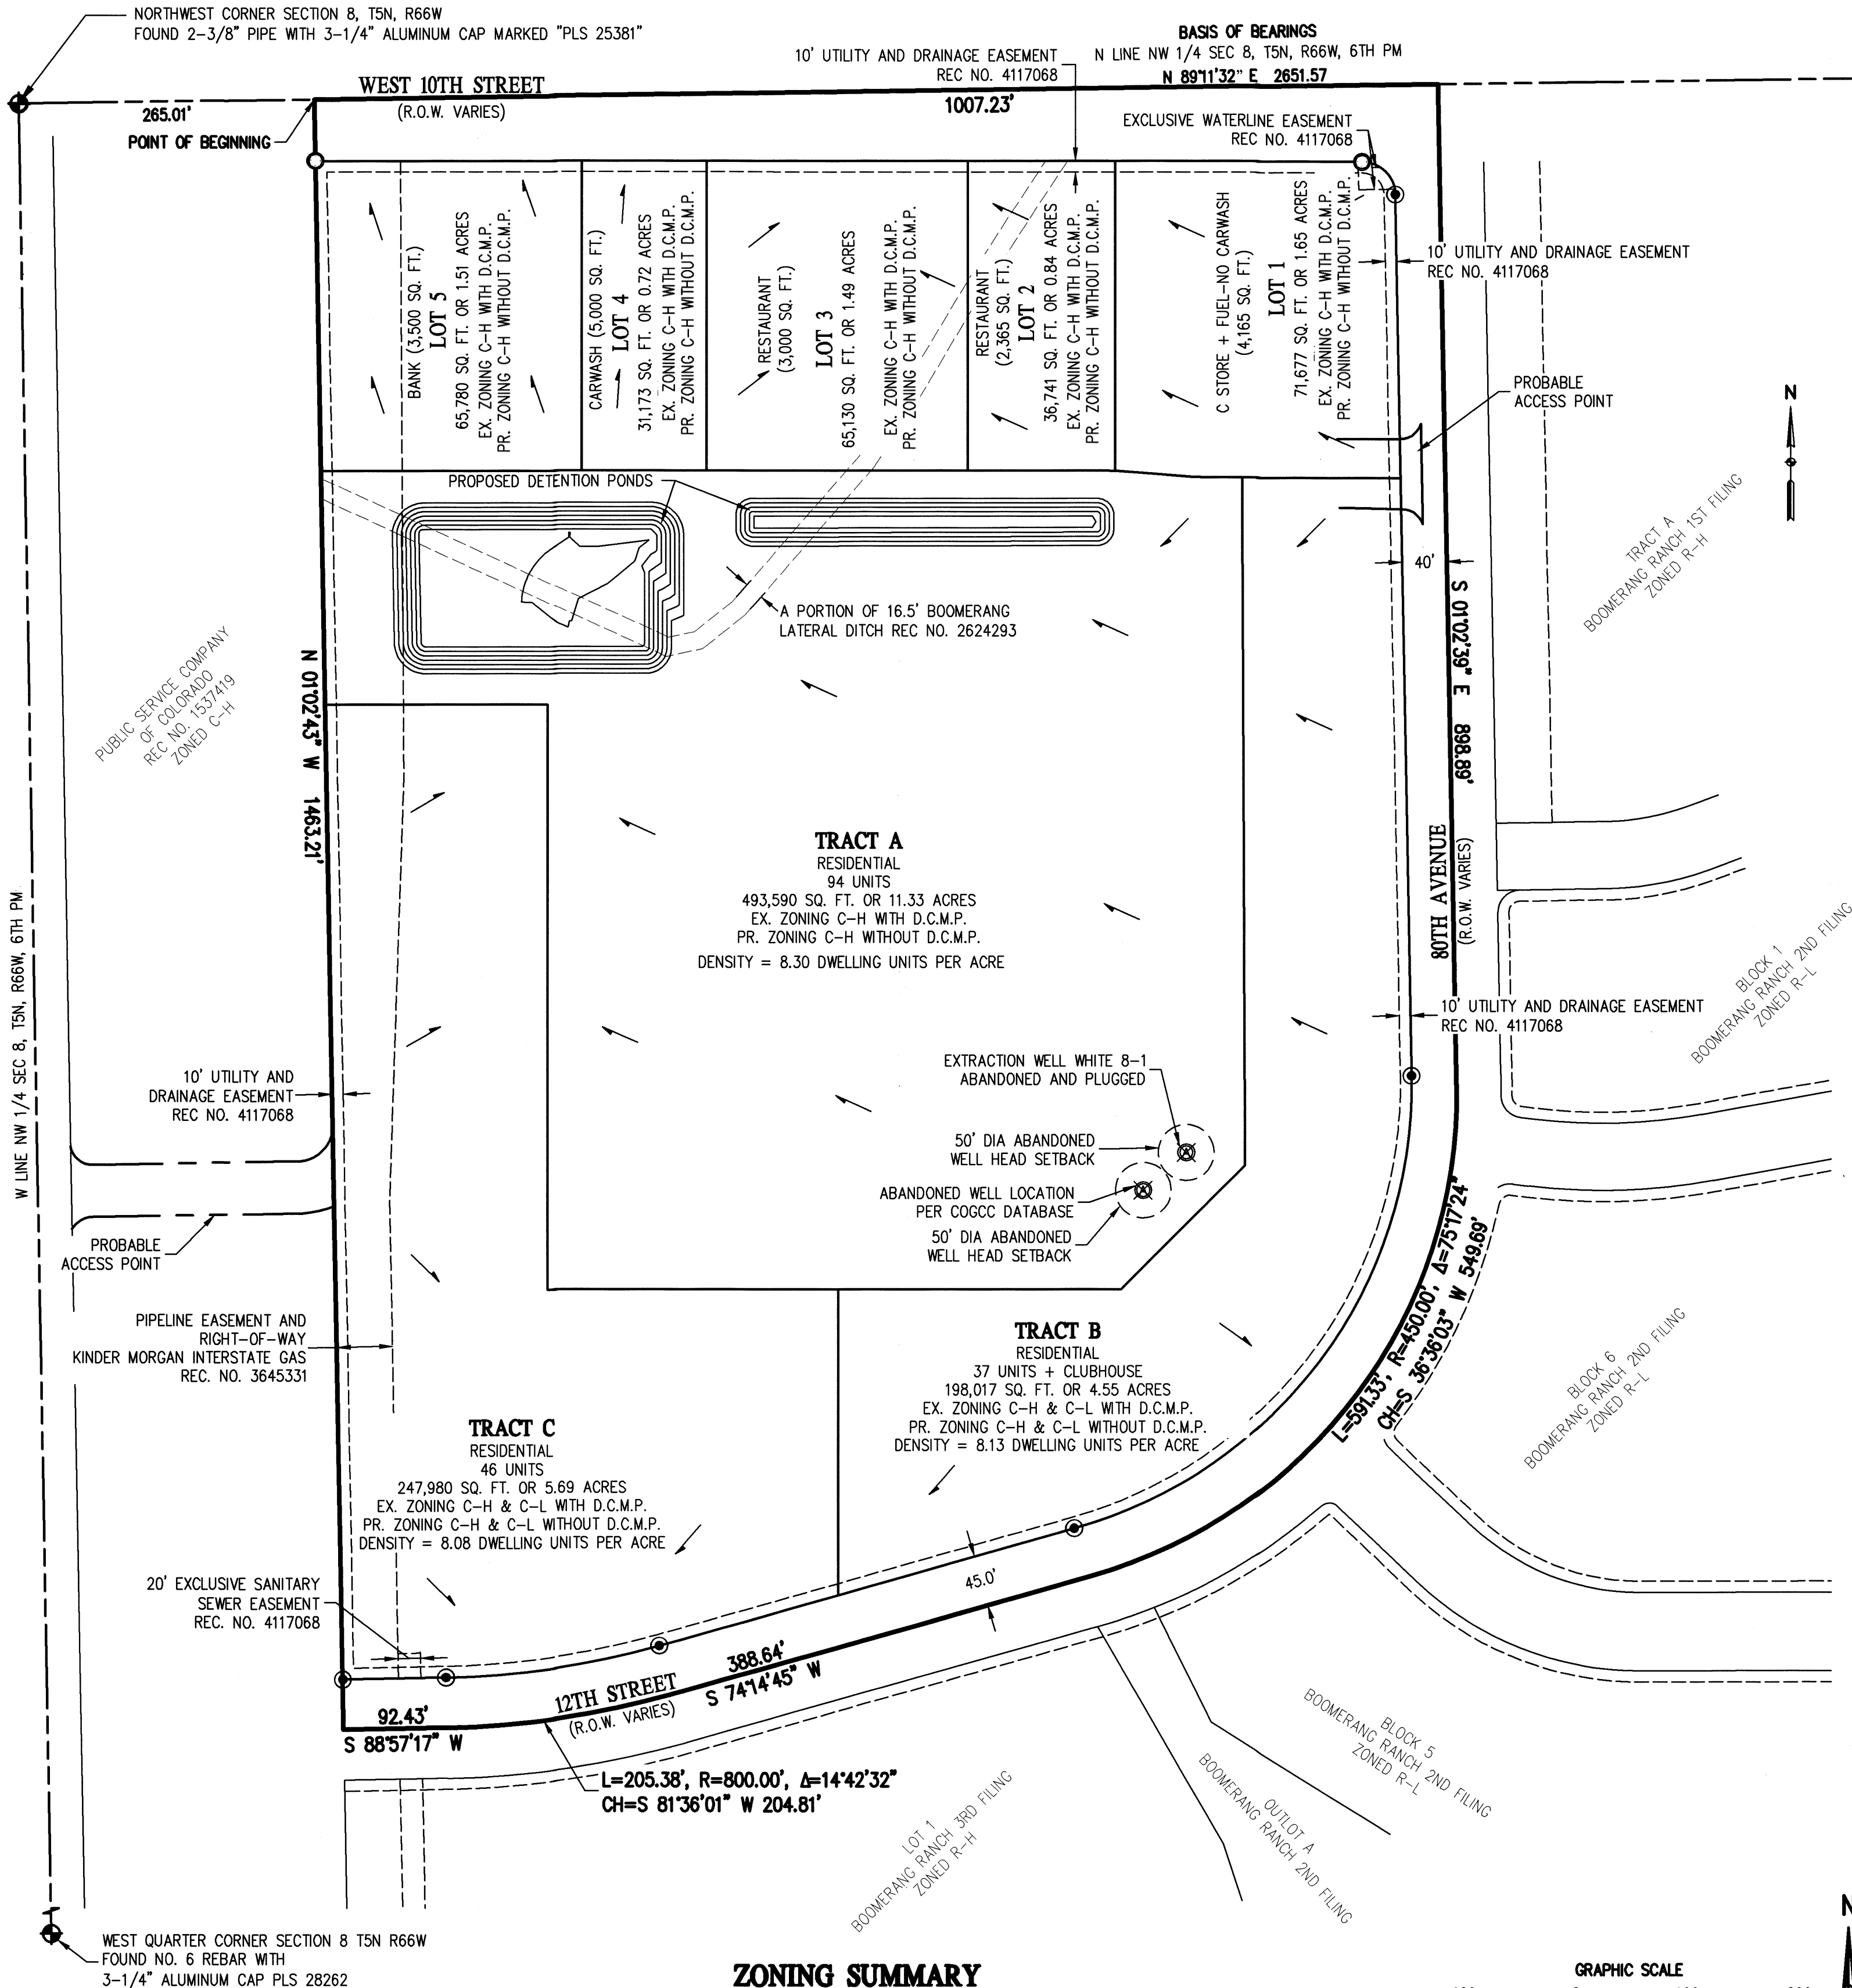 NORTHWEST CORNER SECTION 8, T5N, R66W
FOUND 2-3/8" PIPE WITH 3-1/4" ALUMINUM CAP MARKED "PLS 25381"
BASIS OF BEARINGS
N LINE NW 1/4 SEC 8, T5N, R66W, 6TH PM
N 89°11'32" E 2651.57
10' UTILITY AND DRAINAGE EASEMENT
REC NO. 4117068
WEST 10TH STREET
(R.O.W. VARIES)
265.01'
POINT OF BEGINNING
1007.23'
EXCLUSIVE WATERLINE EASEMENT
REC NO. 4117068
BANK (3,500 SQ. FT.)
LOT 5
65,780 SQ. FT. OR 1.51 ACRES
EX. ZONING C-H WITH D.C.M.P.
PR. ZONING C-H WITHOUT D.C.M.P.
CARWASH (5,000 SQ. FT.)
LOT 4
31,173 SQ. FT. OR 0.72 ACRES
EX. ZONING C-H WITH D.C.M.P.
PR. ZONING C-H WITHOUT D.C.M.P.
RESTAURANT
(3,000 SQ. FT.)
LOT 3
65,130 SQ. FT. OR 1.49 ACRES
EX. ZONING C-H WITH D.C.M.P.
PR. ZONING C-H WITHOUT D.C.M.P.
RESTAURANT
(2,365 SQ. FT.)
LOT 2
36,741 SQ. FT. OR 0.84 ACRES
EX. ZONING C-H WITH D.C.M.P.
PR. ZONING C-H WITHOUT D.C.M.P.
C STORE + FUEL-NO CARWASH
(4,165 SQ. FT.)
LOT 1
71,677 SQ. FT. OR 1.65 ACRES
EX. ZONING C-H WITH D.C.M.P.
PR. ZONING C-H WITHOUT D.C.M.P.
10' UTILITY AND DRAINAGE EASEMENT
REC NO. 4117068
PROBABLE
ACCESS POINT
N
PROPOSED DETENTION PONDS
TRACT A
BOOMERANG RANCH 1ST FILING
ZONED R-H
40'
S 01°02'39" E 898.89'
A PORTION OF 16.5' BOOMERANG
LATERAL DITCH REC NO. 2624293
PUBLIC SERVICE COMPANY
OF COLORADO
REC NO. 1537419
ZONED C-H
N 01°02'43" W 1463.21'
TRACT A
RESIDENTIAL
94 UNITS
493,590 SQ. FT. OR 11.33 ACRES
EX. ZONING C-H WITH D.C.M.P.
PR. ZONING C-H WITHOUT D.C.M.P.
DENSITY = 8.30 DWELLING UNITS PER ACRE
80TH AVENUE
(R.O.W. VARIES)
W LINE NW 1/4 SEC 8, T5N, R66W, 6TH PM
BLOCK 1
BOOMERANG RANCH 2ND FILING
ZONED R-L
10' UTILITY AND DRAINAGE EASEMENT
REC NO. 4117068
10' UTILITY AND
DRAINAGE EASEMENT
REC NO. 4117068
EXTRACTION WELL WHITE 8-1
ABANDONED AND PLUGGED
50' DIA ABANDONED
WELL HEAD SETBACK
ABANDONED WELL LOCATION
PER COGCC DATABASE
50' DIA ABANDONED
WELL HEAD SETBACK
PROBABLE
ACCESS POINT
L=591.33', R=450.00', Δ=75°17'24"
CH=S 36°36'03" W 549.69'
PIPELINE EASEMENT AND
RIGHT-OF-WAY
KINDER MORGAN INTERSTATE GAS
REC. NO. 3645331
TRACT B
RESIDENTIAL
37 UNITS + CLUBHOUSE
198,017 SQ. FT. OR 4.55 ACRES
EX. ZONING C-H & C-L WITH D.C.M.P.
PR. ZONING C-H & C-L WITHOUT D.C.M.P.
DENSITY = 8.13 DWELLING UNITS PER ACRE
BLOCK 6
BOOMERANG RANCH 2ND FILING
ZONED R-L
TRACT C
RESIDENTIAL
46 UNITS
247,980 SQ. FT. OR 5.69 ACRES
EX. ZONING C-H & C-L WITH D.C.M.P.
PR. ZONING C-H & C-L WITHOUT D.C.M.P.
DENSITY = 8.08 DWELLING UNITS PER ACRE
20' EXCLUSIVE SANITARY
SEWER EASEMENT
REC. NO. 4117068
45.0'
388.64'
S 74°14'45" W
12TH STREET
(R.O.W. VARIES)
92.43'
S 88°57'17" W
L=205.38', R=800.00', Δ=14°42'32"
CH=S 81°36'01" W 204.81'
BLOCK 5
BOOMERANG RANCH 2ND FILING
ZONED R-L
OUTLOT A
BOOMERANG RANCH 2ND FILING
LOT 1
BOOMERANG RANCH 3RD FILING
ZONED R-H
WEST QUARTER CORNER SECTION 8 T5N R66W
FOUND NO. 6 REBAR WITH
3-1/4" ALUMINUM CAP PLS 28262
ZONING SUMMARY
GRAPHIC SCALE